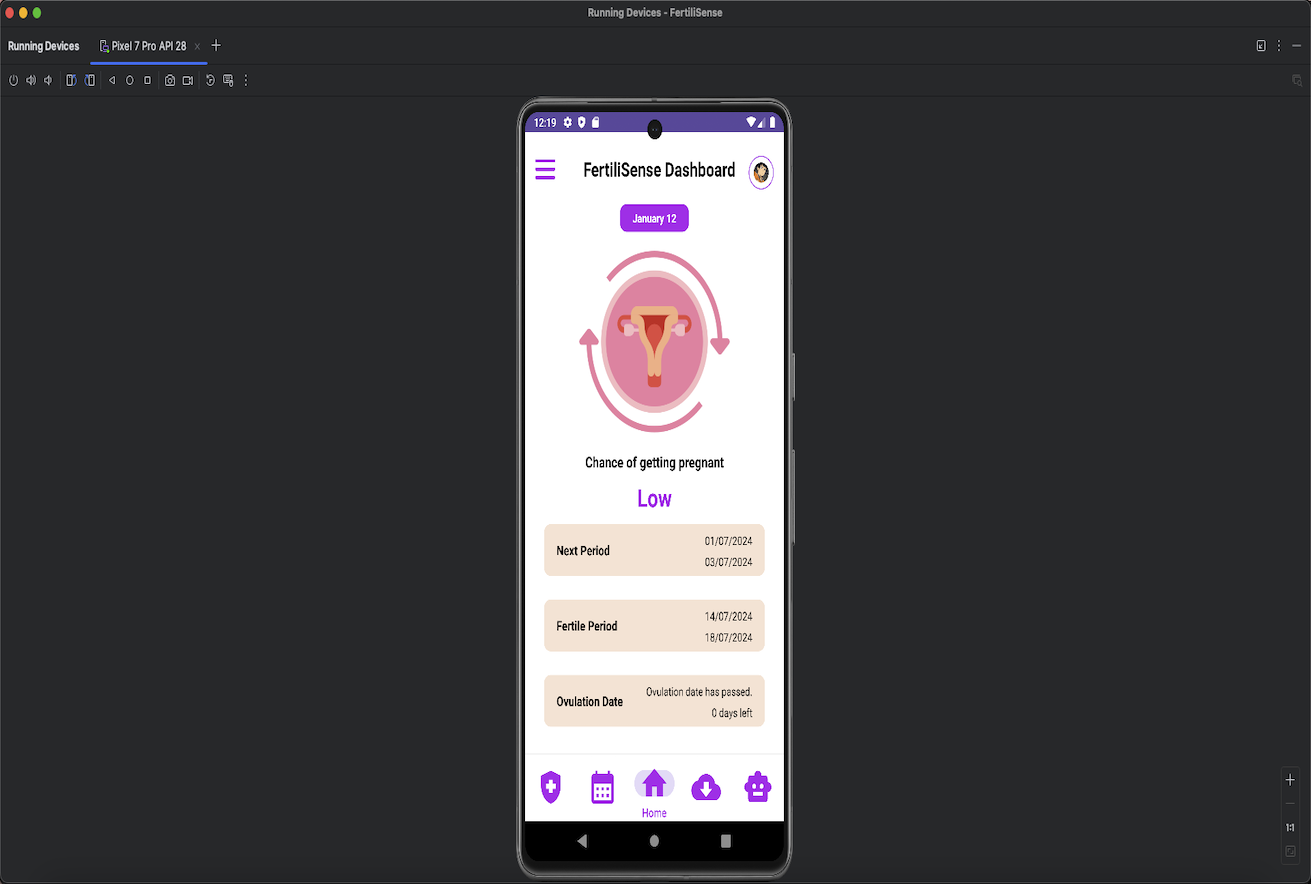 Running Devices - FertiliSense
Running Devices
Pixel 7 Pro API 28
12:19
FertiliSense Dashboard
January 12
Chance of getting pregnant
Low
Next Period
01/07/2024
03/07/2024
Fertile Period
14/07/2024
18/07/2024
Ovulation Date
Ovulation date has passed.
0 days left
Home
1:1